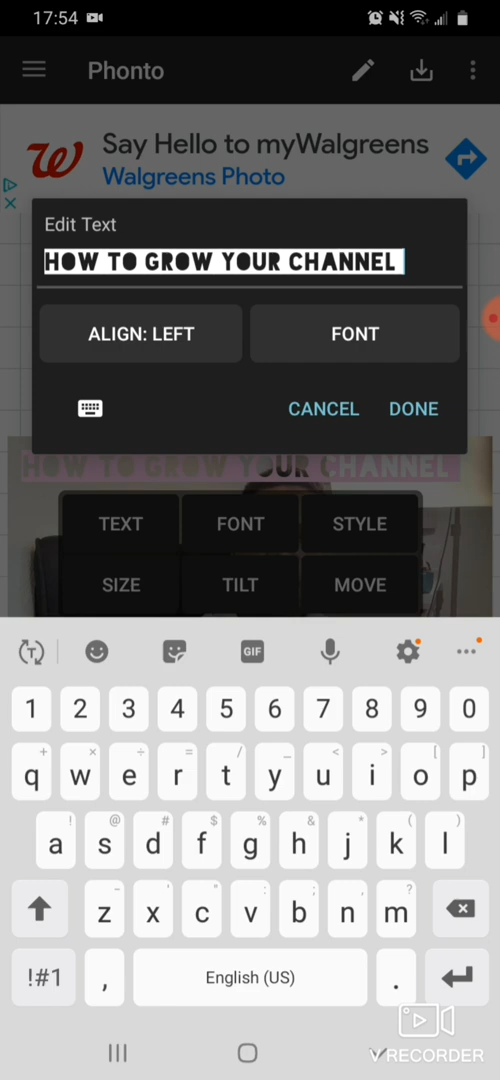 17:54
Phonto
Say Hello to myWalgreens
Walgreens Photo
Edit Text
HOW TO GROW YOUR CHANNEL
ALIGN: LEFT FONT
CANCEL DONE
HOW TO GROW YOUR CHANNEL
TEXT FONT STYLE
SIZE TILT MOVE
GIF
1 2 3 4 5 6 7 8 9 0
+ × ÷ = / _ < > [ ]
q w e r t y u i o p
! @ # $ % & * ( )
a s d f g h j k l
- ' " : ; , ?
z x c v b n m
!#1 , English (US) .
VRECORDER